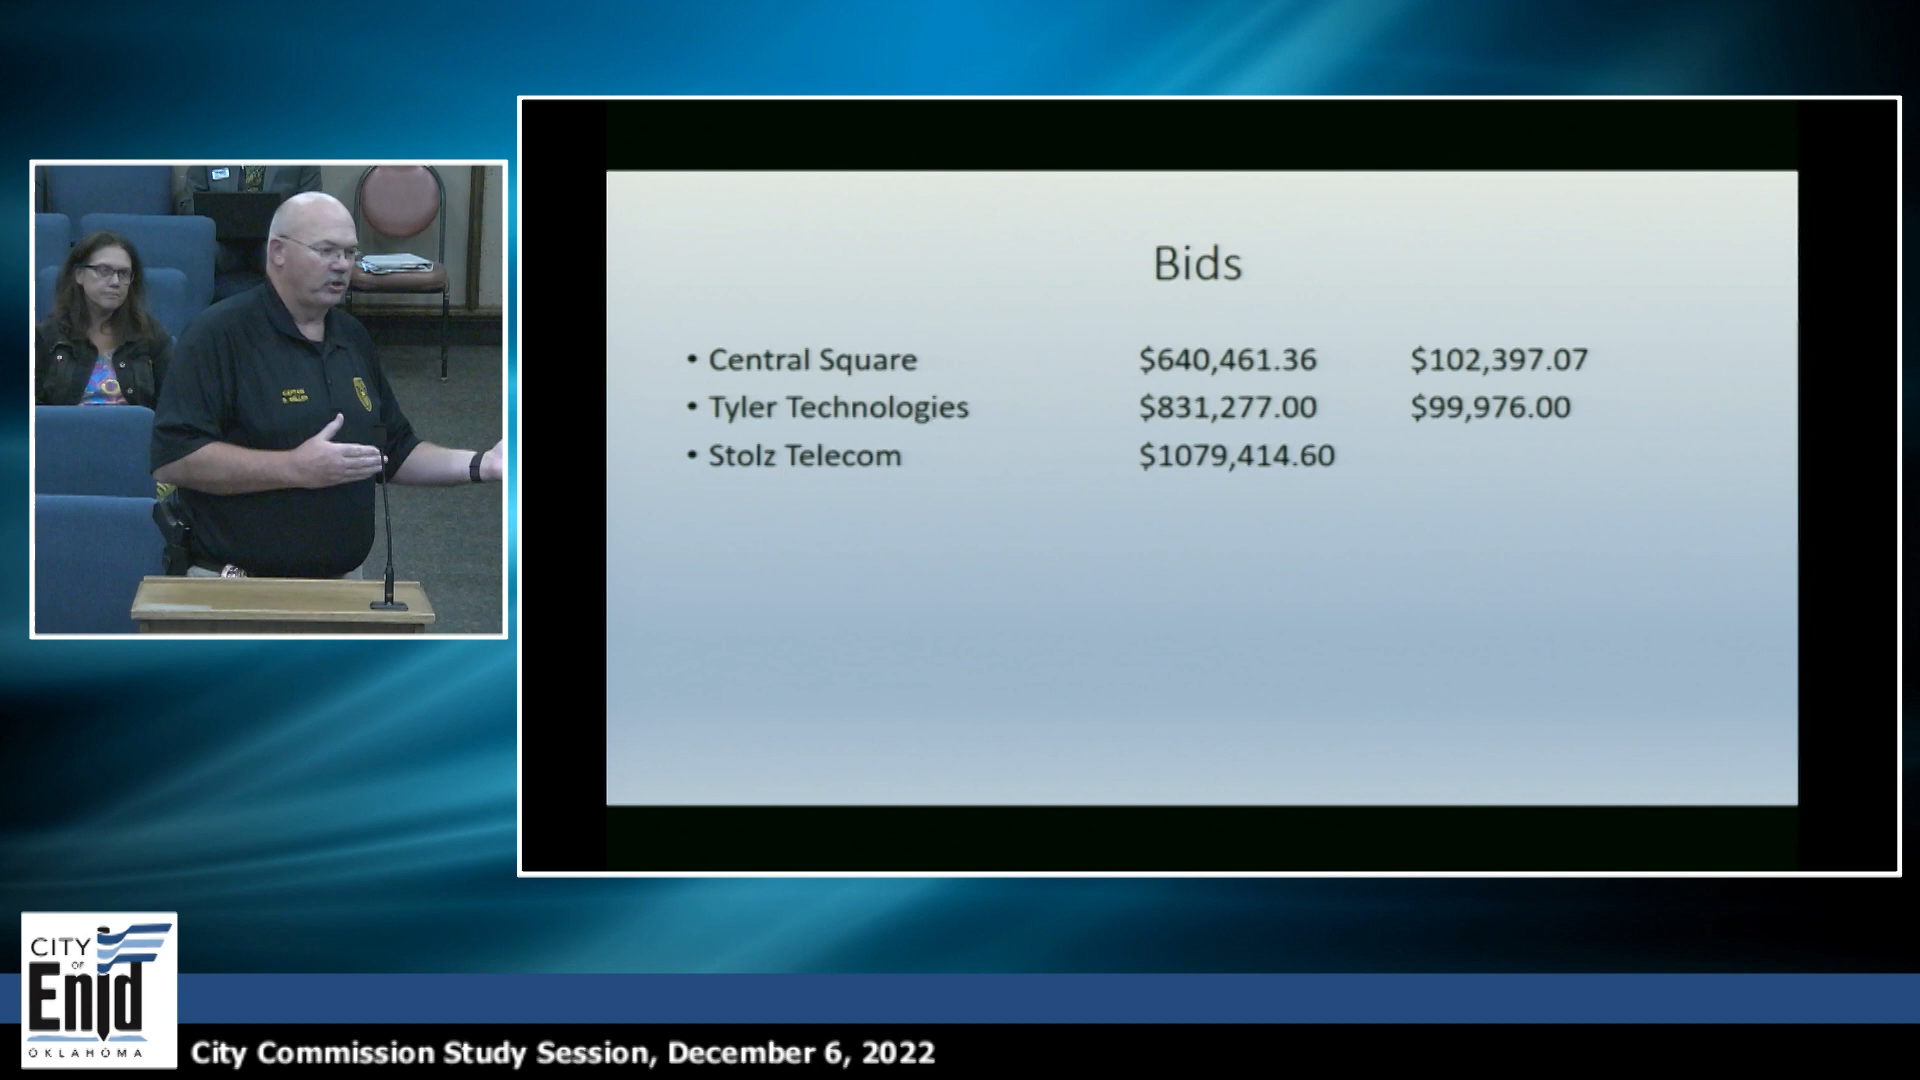 Bids
• Central Square $640,461.36 $102,397.07
• Tyler Technologies $831,277.00 $99,976.00
• Stolz Telecom $1079,414.60
CAPTAIN
CITY
OF
Enid
OKLAHOMA
City Commission Study Session, December 6, 2022